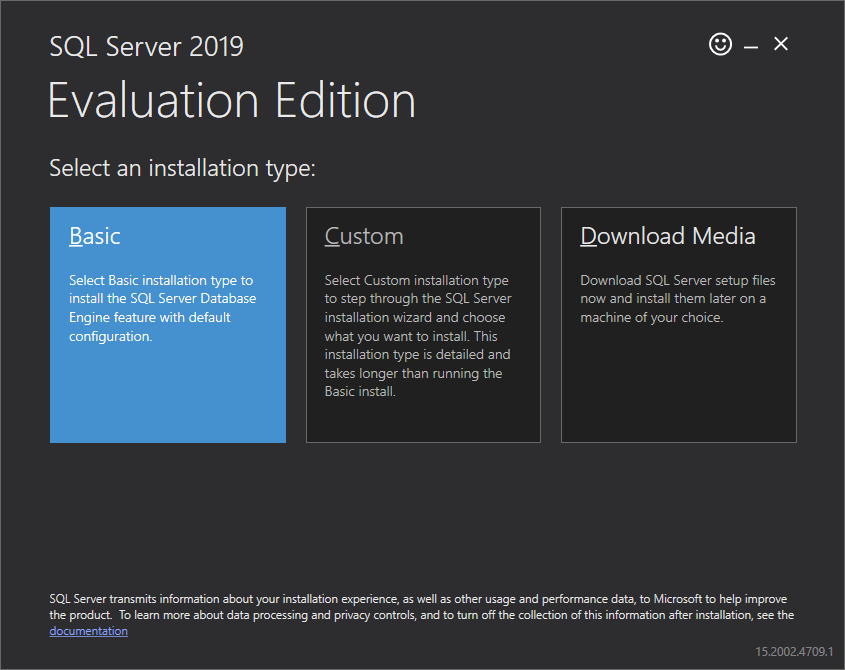 SQL Server 2019
Evaluation Edition
Select an installation type:
Basic
Select Basic installation type to
install the SQL Server Database
Engine feature with default
configuration.
Custom
Select Custom installation type
to step through the SQL Server
installation wizard and choose
what you want to install. This
installation type is detailed and
takes longer than running the
Basic install.
Download Media
Download SQL Server setup files
now and install them later on a
machine of your choice.
SQL Server transmits information about your installation experience, as well as other usage and performance data, to Microsoft to help improve
the product.  To learn more about data processing and privacy controls, and to turn off the collection of this information after installation, see the
documentation
15.2002.4709.1